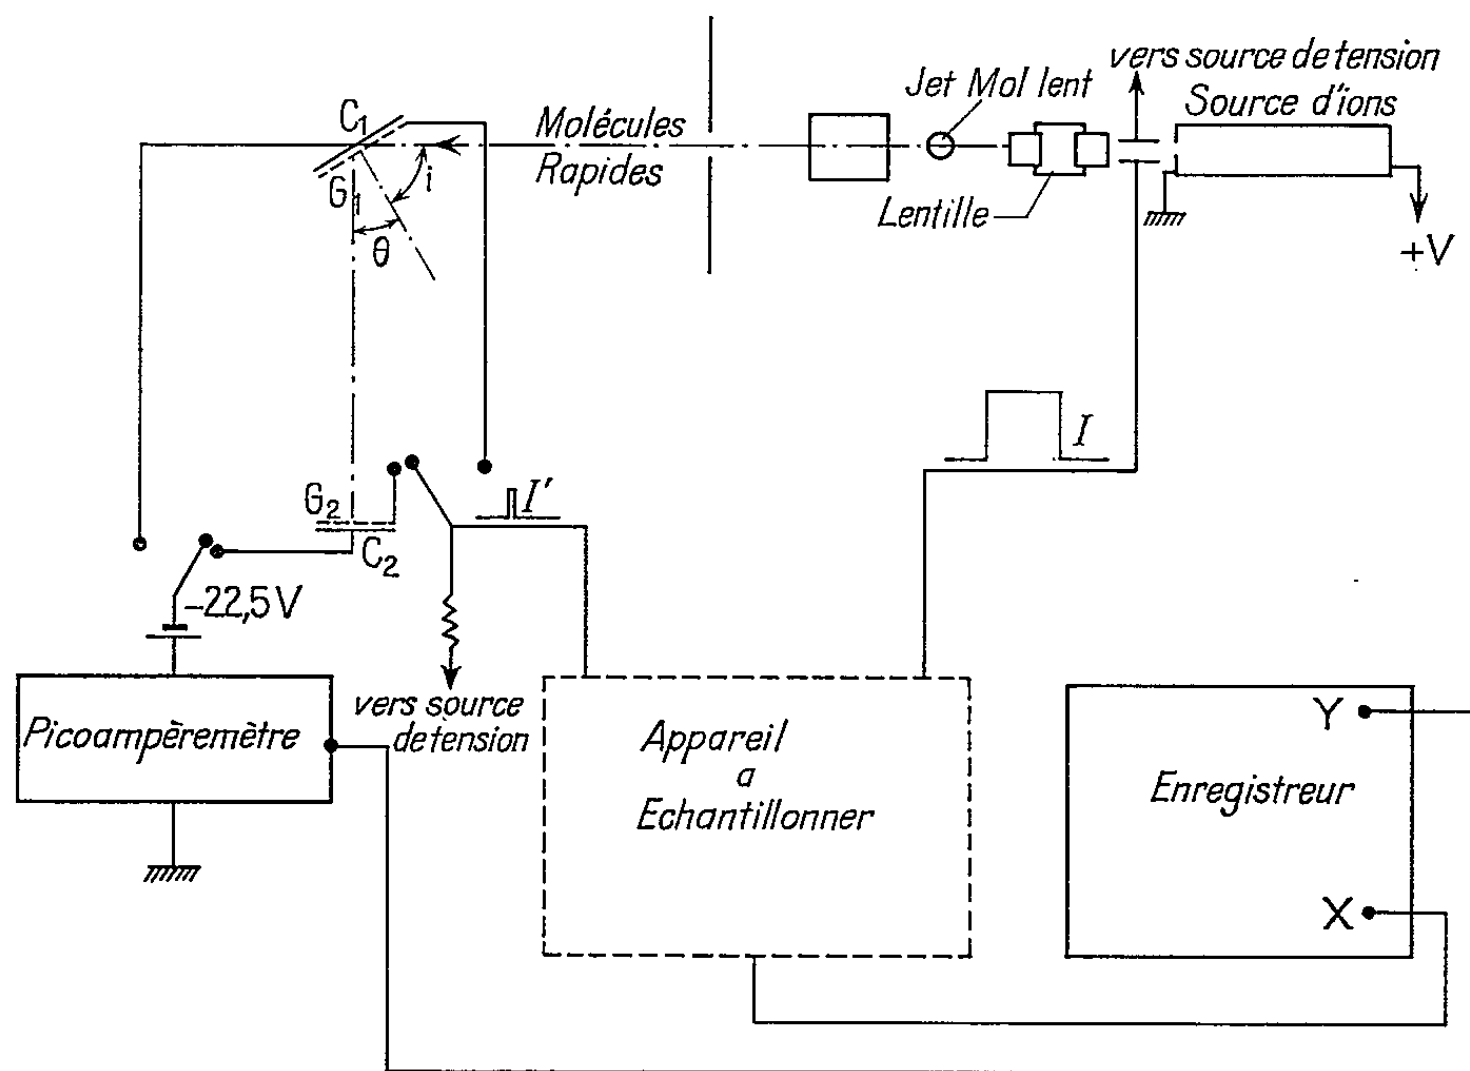 vers source de tension
Jet Mol lent
Source d'ions
C1
Molécules
Rapides
G1
i
θ
Lentille
+V
I
G2
I'
C2
-22,5V
vers source
de tension
Picoampèremètre
Appareil
a
Echantillonner
Y
Enregistreur
X